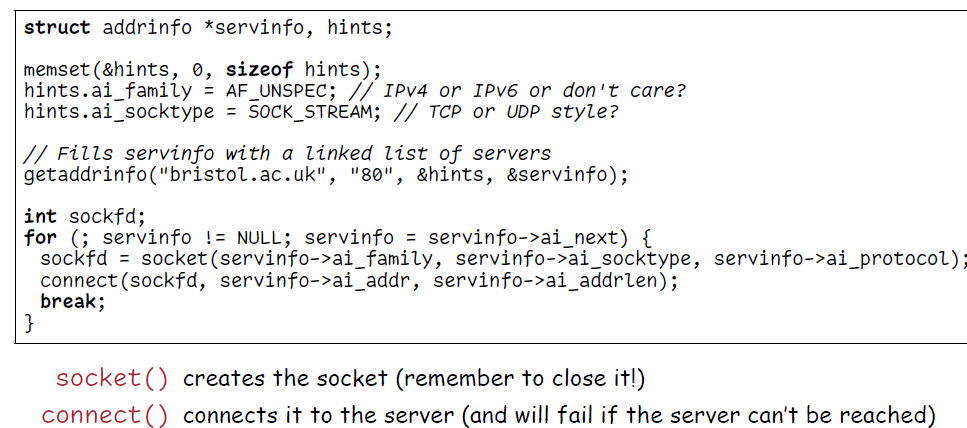 struct addrinfo *servinfo, hints;
memset(&hints, 0, sizeof hints);
hints.ai_family = AF_UNSPEC; // IPv4 or IPv6 or don't care?
hints.ai_socktype = SOCK_STREAM; // TCP or UDP style?
// Fills servinfo with a linked list of servers
getaddrinfo("bristol.ac.uk", "80", &hints, &servinfo);
int sockfd;
for (; servinfo != NULL; servinfo = servinfo->ai_next) {
sockfd = socket(servinfo->ai_family, servinfo->ai_socktype, servinfo->ai_protocol);
connect(sockfd, servinfo->ai_addr, servinfo->ai_addrlen);
break;
}
socket() creates the socket (remember to close it!)
connect() connects it to the server (and will fail if the server can't be reached)